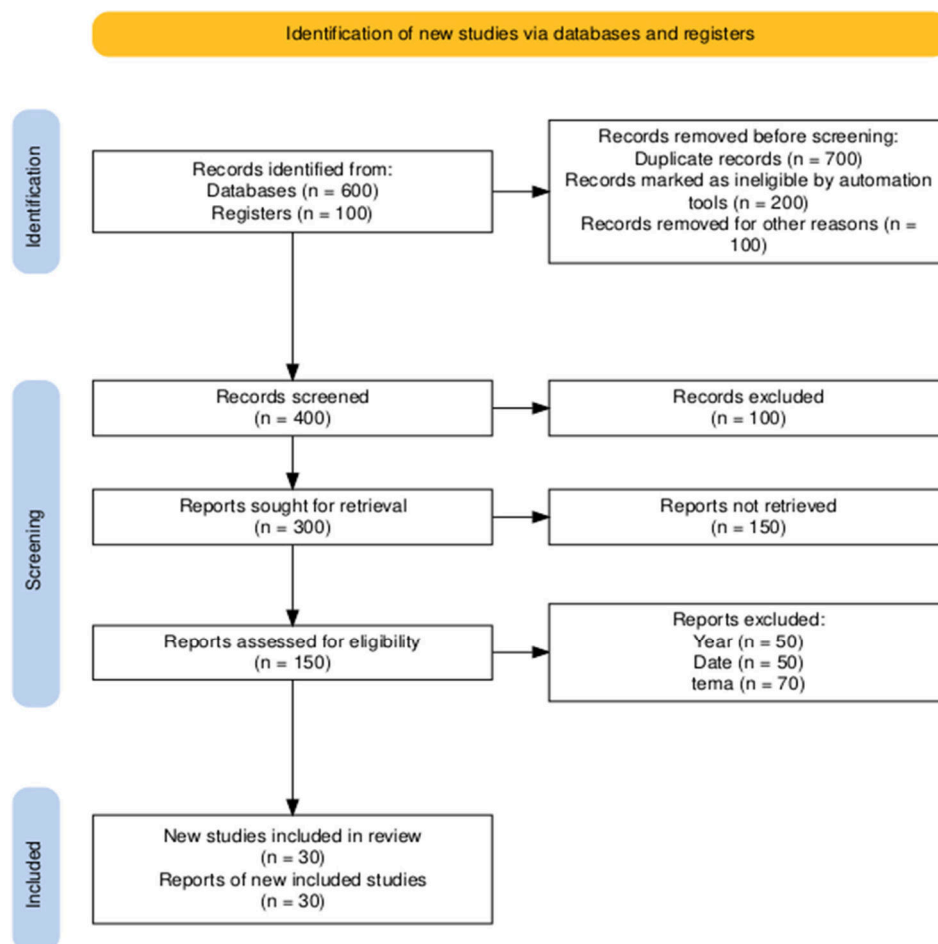 Identification of new studies via databases and registers
Identification
Records identified from:
Databases (n = 600)
Registers (n = 100)
Records removed before screening:
Duplicate records (n = 700)
Records marked as ineligible by automation
tools (n = 200)
Records removed for other reasons (n =
100)
Screening
Records screened
(n = 400)
Records excluded
(n = 100)
Reports sought for retrieval
(n = 300)
Reports not retrieved
(n = 150)
Reports assessed for eligibility
(n = 150)
Reports excluded:
Year (n = 50)
Date (n = 50)
tema (n = 70)
Included
New studies included in review
(n = 30)
Reports of new included studies
(n = 30)